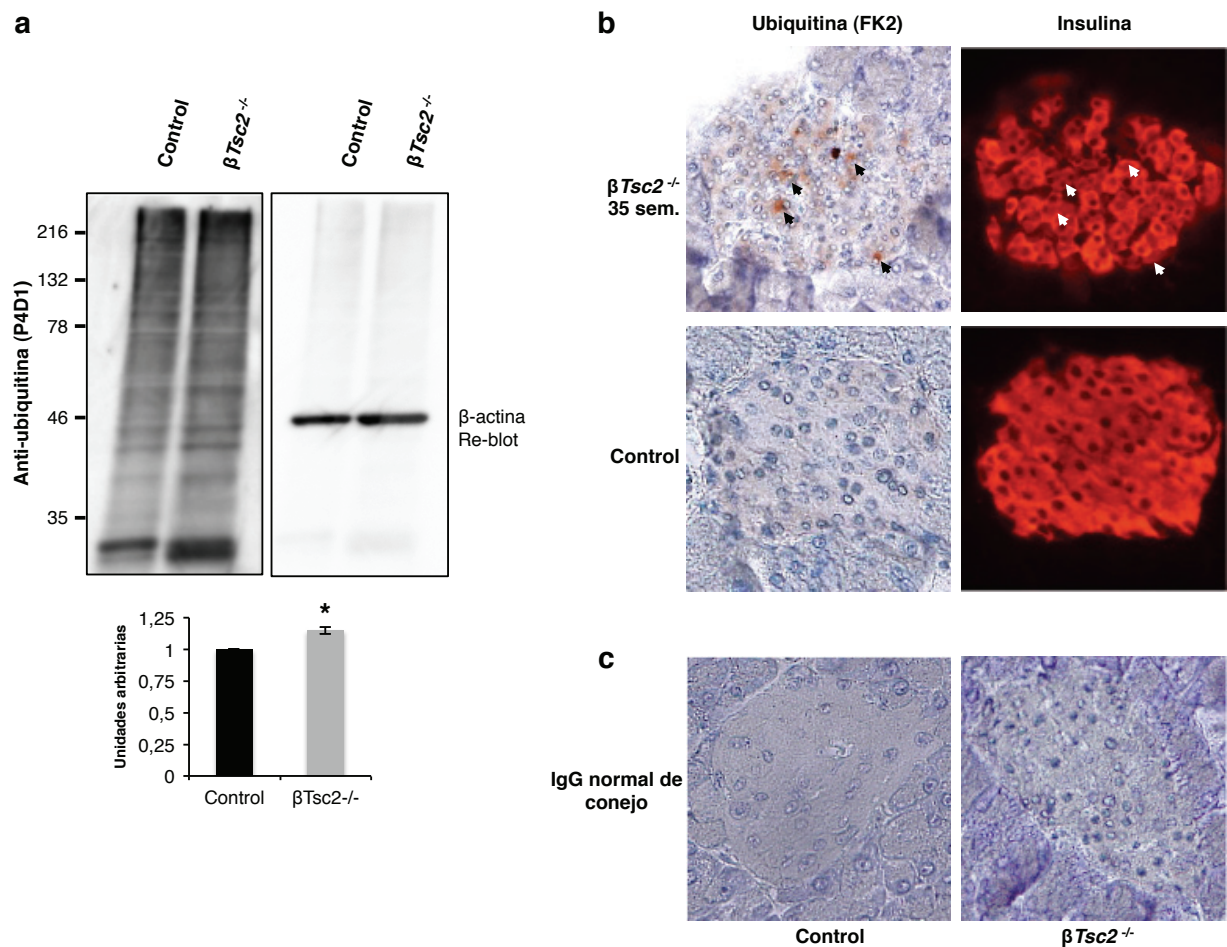 a
Control
βTsc2 -/-
Control
βTsc2 -/-
Anti-ubiquitina (P4D1)
216
132
78
46
35
β-actina
Re-blot
Unidades arbitrarias
1,25
1
0,75
0,5
0,25
0
*
Control
βTsc2-/-
b
Ubiquitina (FK2)
Insulina
βTsc2 -/-
35 sem.
Control
c
IgG normal de
conejo
Control
βTsc2 -/-